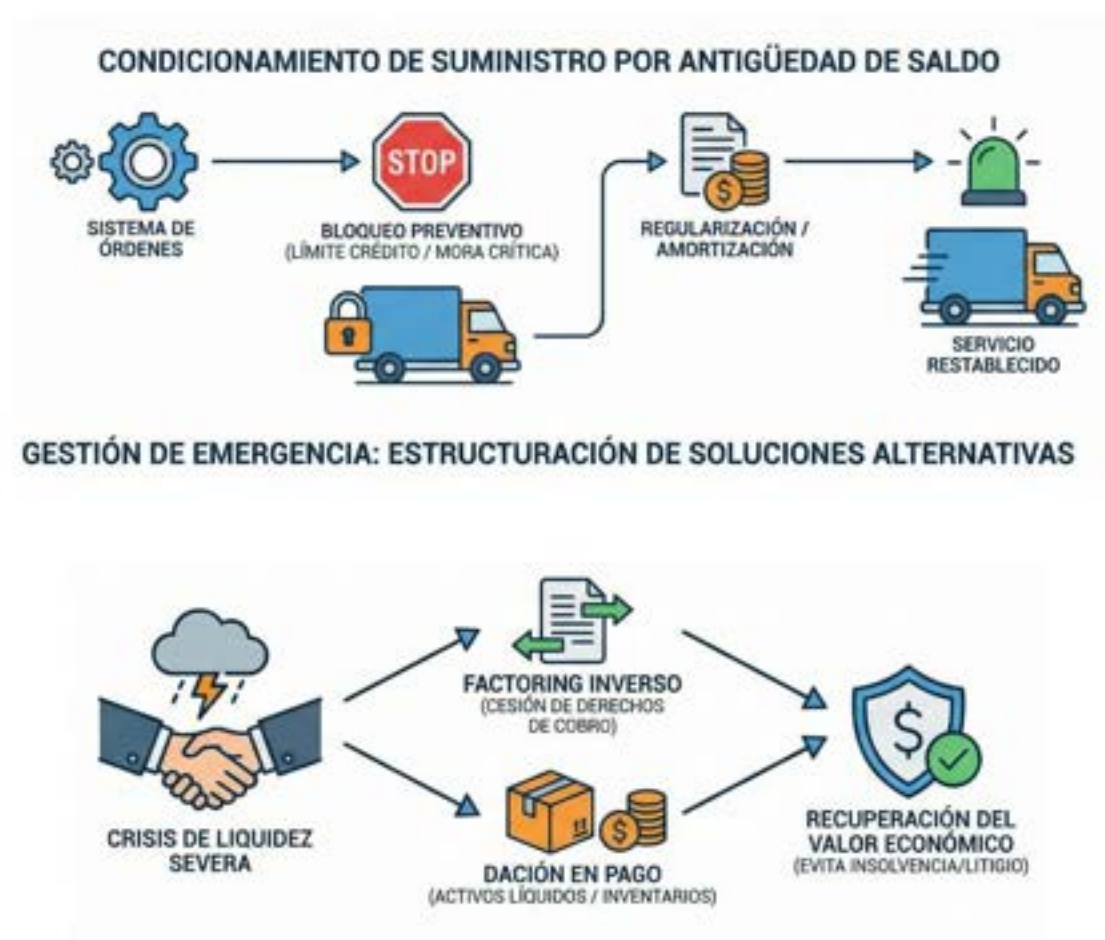 CONDICIONAMIENTO DE SUMINISTRO POR ANTIGÜEDAD DE SALDO
SISTEMA DE
ÓRDENES
STOP
BLOQUEO PREVENTIVO
(LÍMITE CRÉDITO / MORA CRÍTICA)
REGULARIZACIÓN /
AMORTIZACIÓN
$
SERVICIO
RESTABLECIDO
GESTIÓN DE EMERGENCIA: ESTRUCTURACIÓN DE SOLUCIONES ALTERNATIVAS
CRISIS DE LIQUIDEZ
SEVERA
FACTORING INVERSO
(CESIÓN DE DERECHOS
DE COBRO)
$
DACIÓN EN PAGO
(ACTIVOS LÍQUIDOS / INVENTARIOS)
$
RECUPERACIÓN DEL
VALOR ECONÓMICO
(EVITA INSOLVENCIA/LITIGIO)